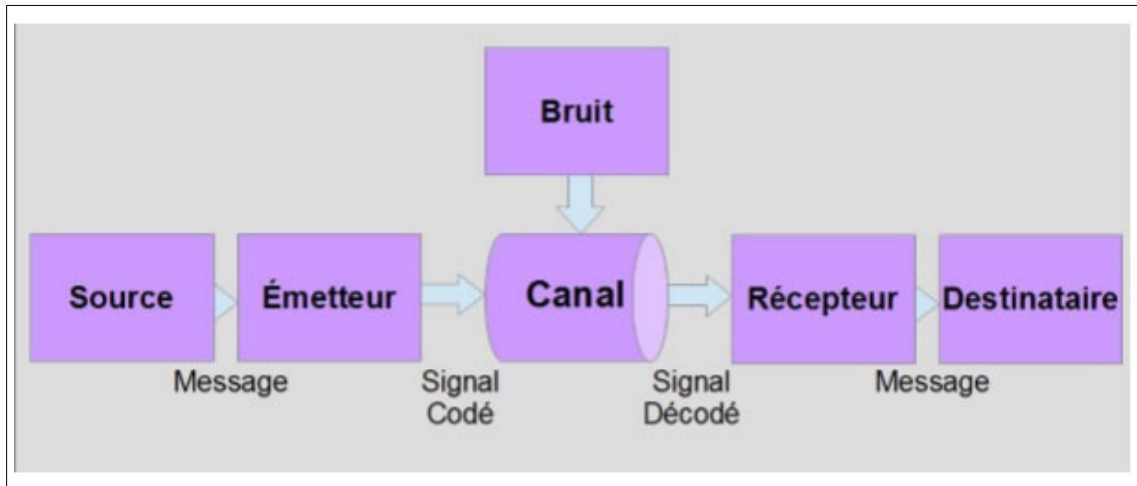 Bruit
Source
Émetteur
Canal
Récepteur
Destinataire
Message
Signal
Codé
Signal
Décodé
Message